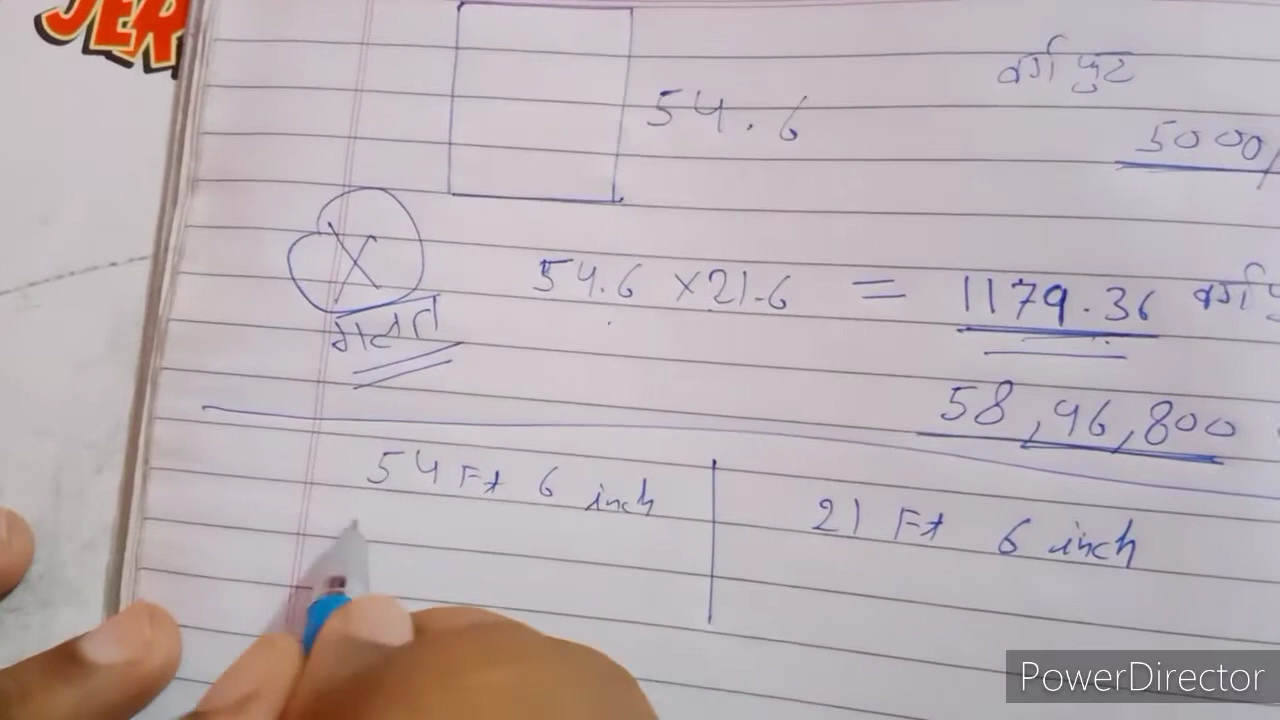 JER
वर्ग फुट
54.6
5000/
54.6 × 21.6 = 1179.36 वर्ग
X
गलत
58,96,800
54 Ft 6 inch
21 Ft 6 inch
PowerDirector